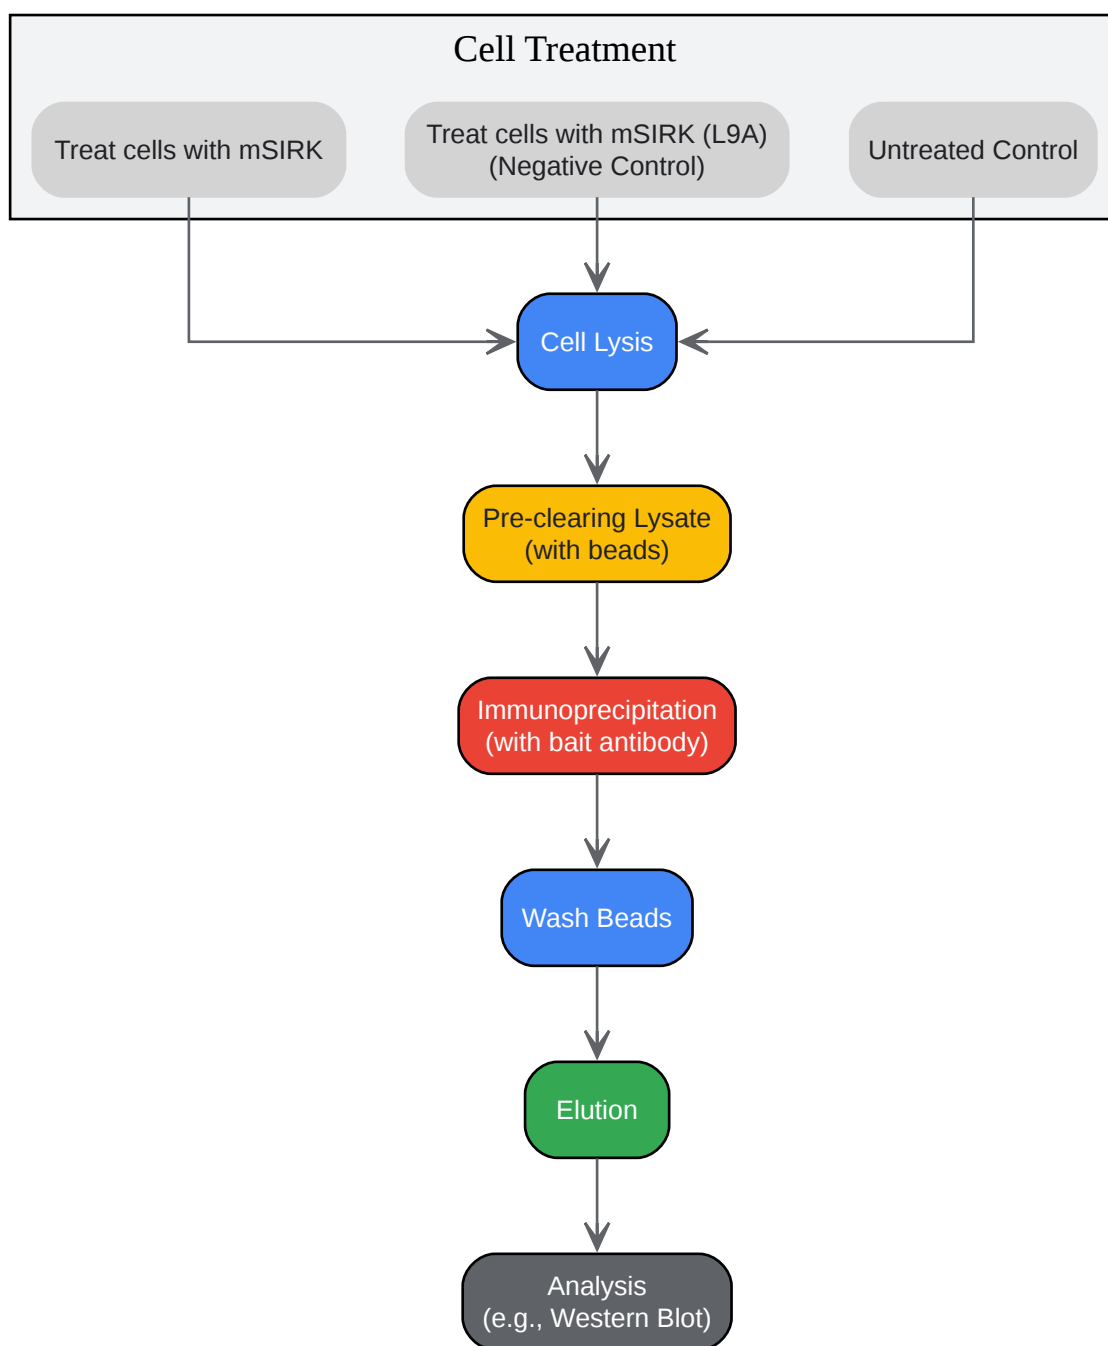 Cell Treatment
Treat cells with mSIRK
Treat cells with mSIRK (L9A)
(Negative Control)
Untreated Control
Cell Lysis
Pre-clearing Lysate
(with beads)
Immunoprecipitation
(with bait antibody)
Wash Beads
Elution
Analysis
(e.g., Western Blot)